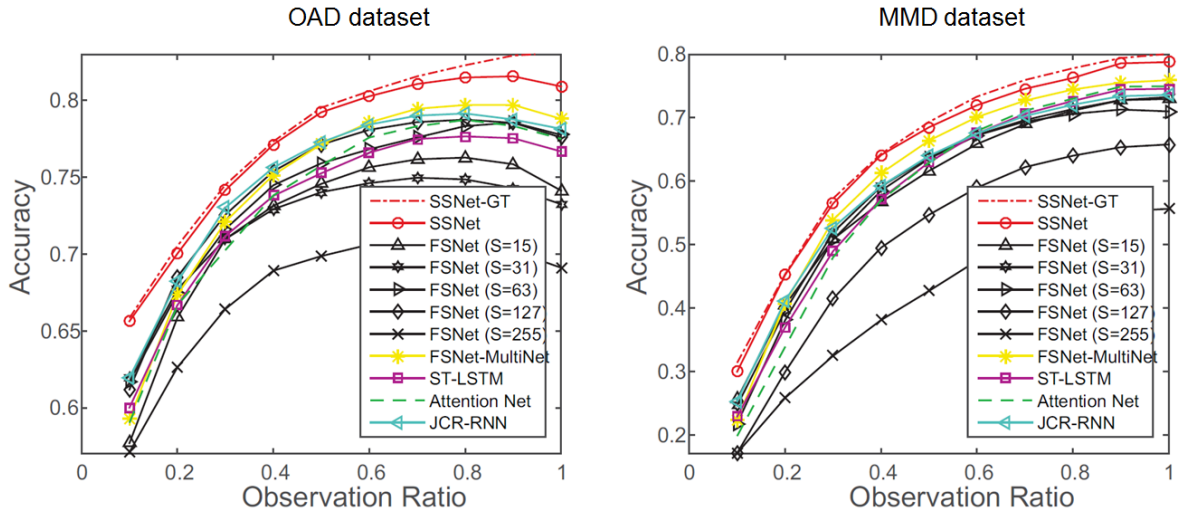 OAD dataset
Accuracy
0.8
0.75
0.7
0.65
0.6
0 0.2 0.4 0.6 0.8 1
Observation Ratio
SSNet-GT
SSNet
FSNet (S=15)
FSNet (S=31)
FSNet (S=63)
FSNet (S=127)
FSNet (S=255)
FSNet-MultiNet
ST-LSTM
Attention Net
JCR-RNN
MMD dataset
Accuracy
0.8
0.7
0.6
0.5
0.4
0.3
0.2
0 0.2 0.4 0.6 0.8 1
Observation Ratio
SSNet-GT
SSNet
FSNet (S=15)
FSNet (S=31)
FSNet (S=63)
FSNet (S=127)
FSNet (S=255)
FSNet-MultiNet
ST-LSTM
Attention Net
JCR-RNN